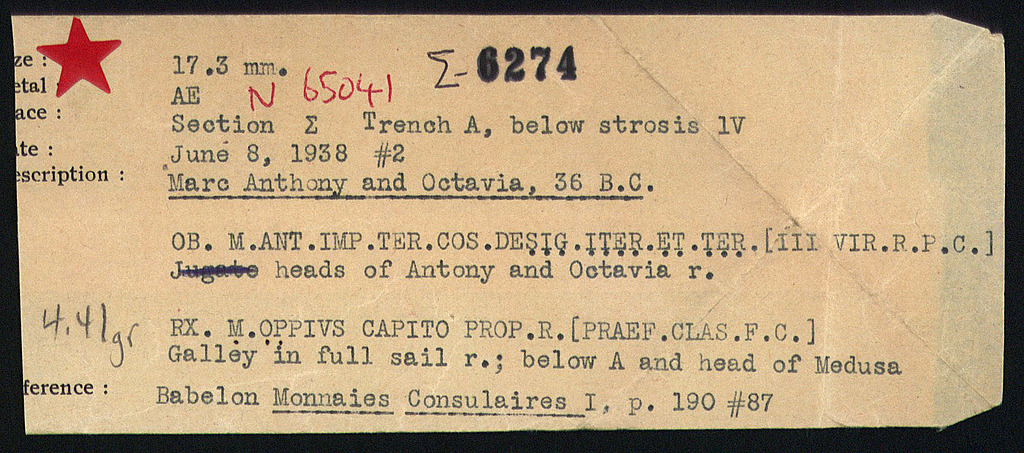 ze : 17.3 mm. Σ- 6274
etal AE N 65041
ace : Section Σ Trench A, below strosis 1V
te : June 8, 1938 #2
escription : Marc Anthony and Octavia, 36 B.C.
OB. M.ANT.IMP.TER.COS.DESIG.ITER.ET.TER.[III VIR.R.P.C.]
Jugate heads of Antony and Octavia r.
4.41gr
RX. M.OPPIVS CAPITO PROP.R.[PRAEF.CLAS.F.C.]
Galley in full sail r.; below A and head of Medusa
ference : Babelon Monnaies Consulaires I, p. 190 #87